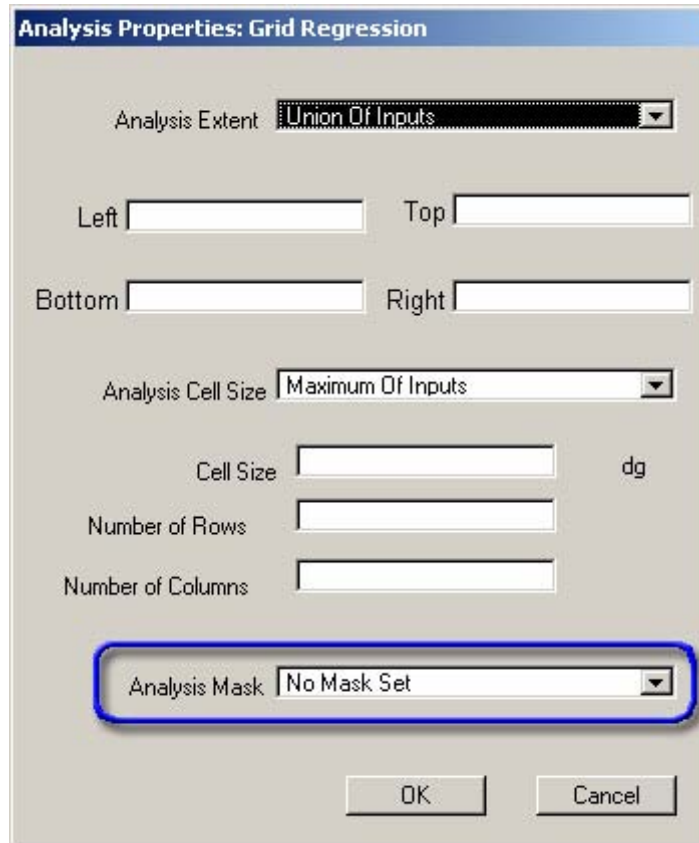 Analysis Properties: Grid Regression
Analysis Extent Union Of Inputs
Left Top
Bottom Right
Analysis Cell Size Maximum Of Inputs
Cell Size dg
Number of Rows
Number of Columns
Analysis Mask No Mask Set
OK Cancel